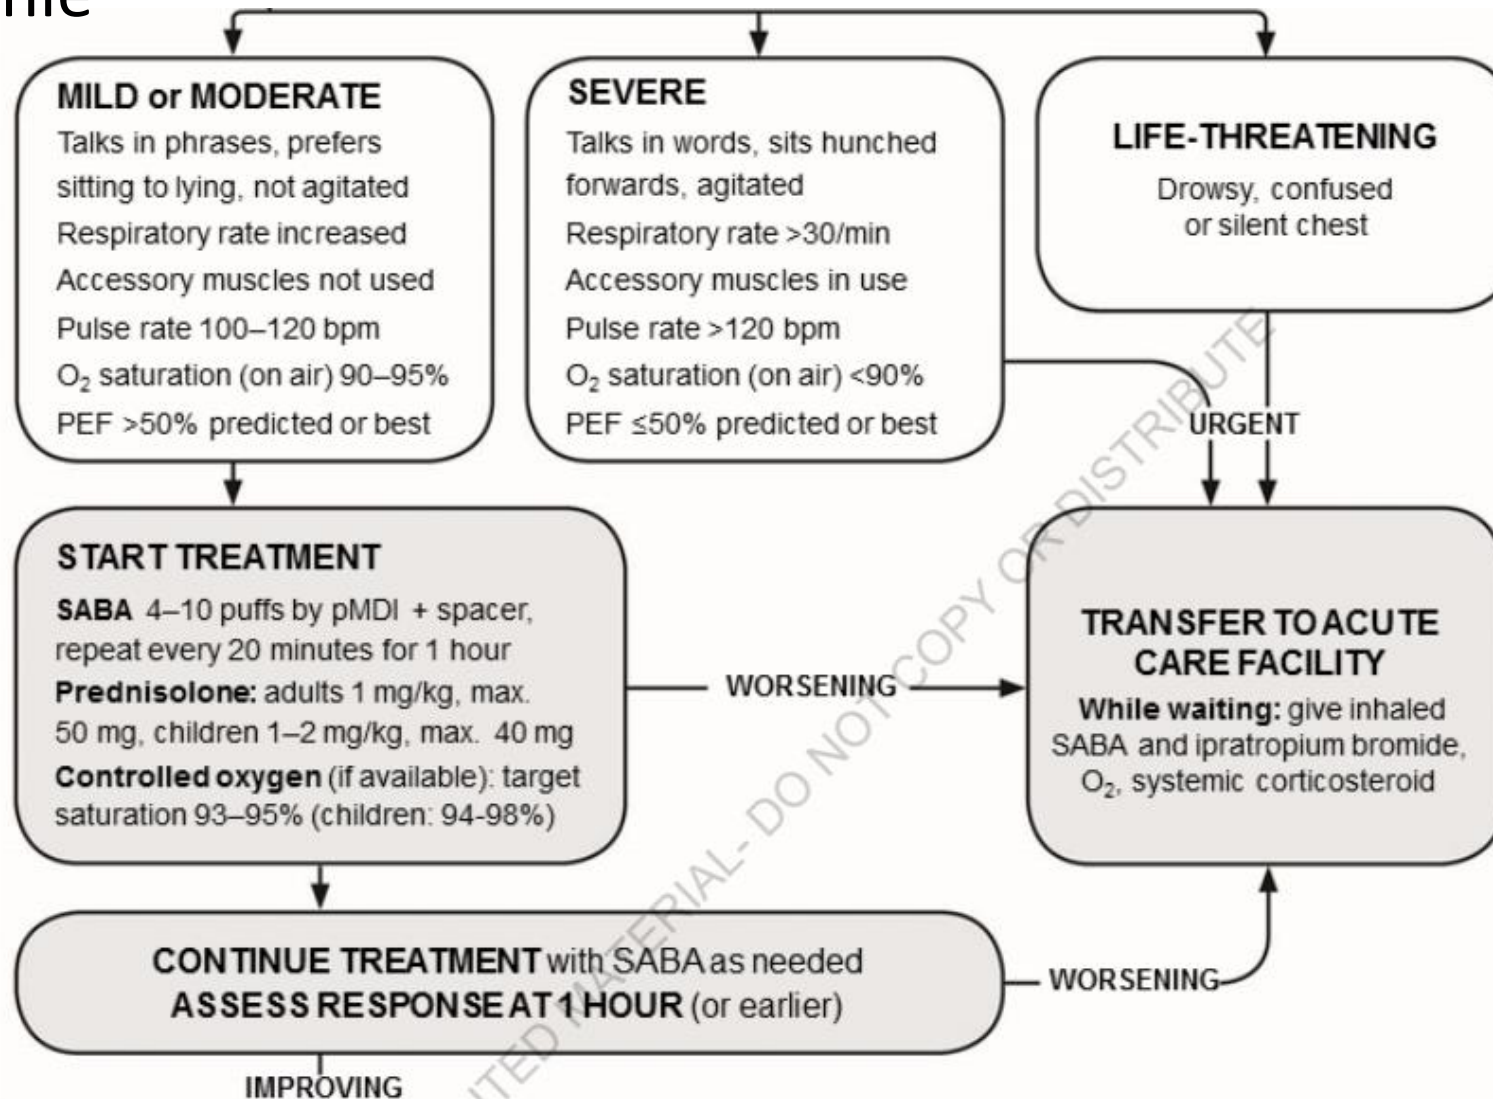 MILD or MODERATE
Talks in phrases, prefers
sitting to lying, not agitated
Respiratory rate increased
Accessory muscles not used
Pulse rate 100–120 bpm
O₂ saturation (on air) 90–95%
PEF >50% predicted or best
SEVERE
Talks in words, sits hunched
forwards, agitated
Respiratory rate >30/min
Accessory muscles in use
Pulse rate >120 bpm
O₂ saturation (on air) <90%
PEF ≤50% predicted or best
LIFE-THREATENING
Drowsy, confused
or silent chest
URGENT
START TREATMENT
SABA 4–10 puffs by pMDI + spacer,
repeat every 20 minutes for 1 hour
Prednisolone: adults 1 mg/kg, max.
50 mg, children 1–2 mg/kg, max. 40 mg
Controlled oxygen (if available): target
saturation 93–95% (children: 94-98%)
WORSENING
TRANSFER TO ACUTE
CARE FACILITY
While waiting: give inhaled
SABA and ipratropium bromide,
O₂, systemic corticosteroid
CONTINUE TREATMENT with SABA as needed
ASSESS RESPONSE AT 1 HOUR (or earlier)
WORSENING
IMPROVING
MATERIAL- DO NOT COPY OR DISTRIBUTE